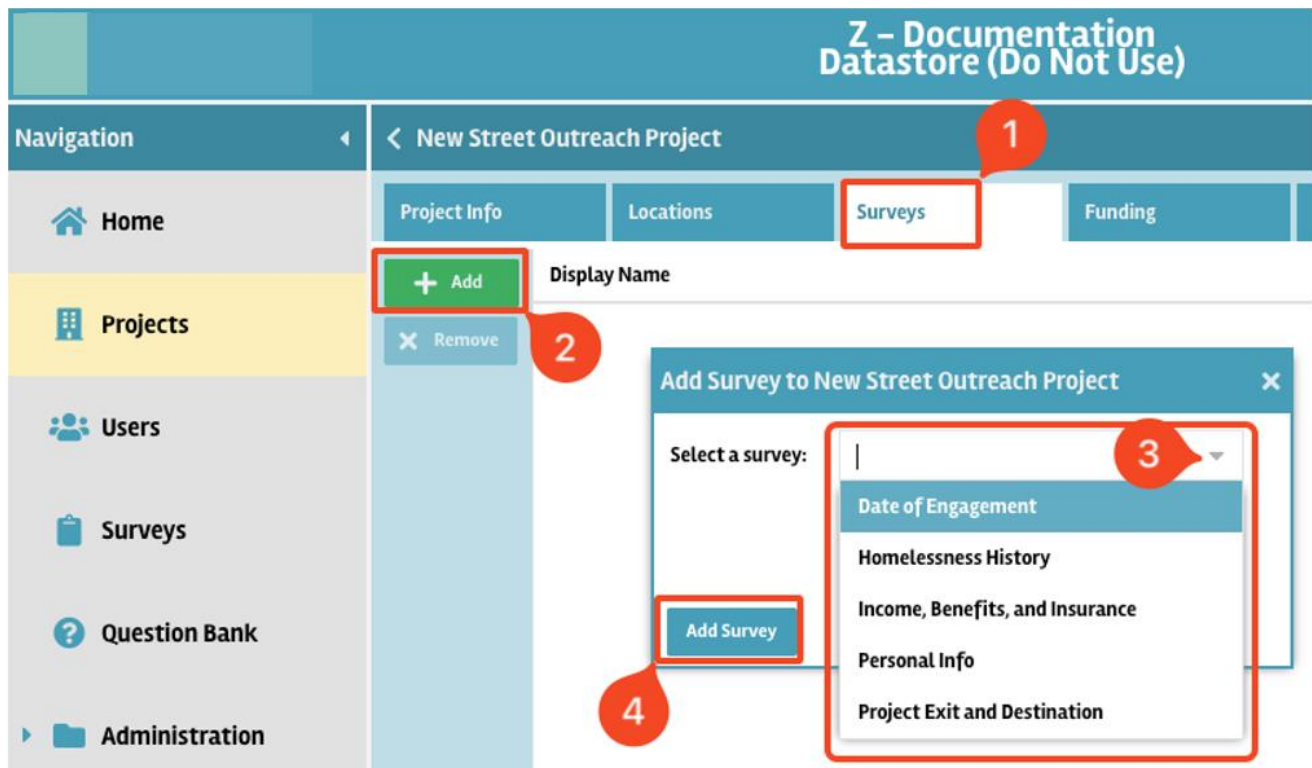 Z – Documentation
Datastore (Do Not Use)
Navigation
New Street Outreach Project
1
Project Info
Locations
Surveys
Funding
Home
Add
Display Name
2
Projects
Remove
Add Survey to New Street Outreach Project
Users
Select a survey:
3
Date of Engagement
Surveys
Homelessness History
Income, Benefits, and Insurance
Question Bank
Add Survey
Personal Info
4
Project Exit and Destination
Administration